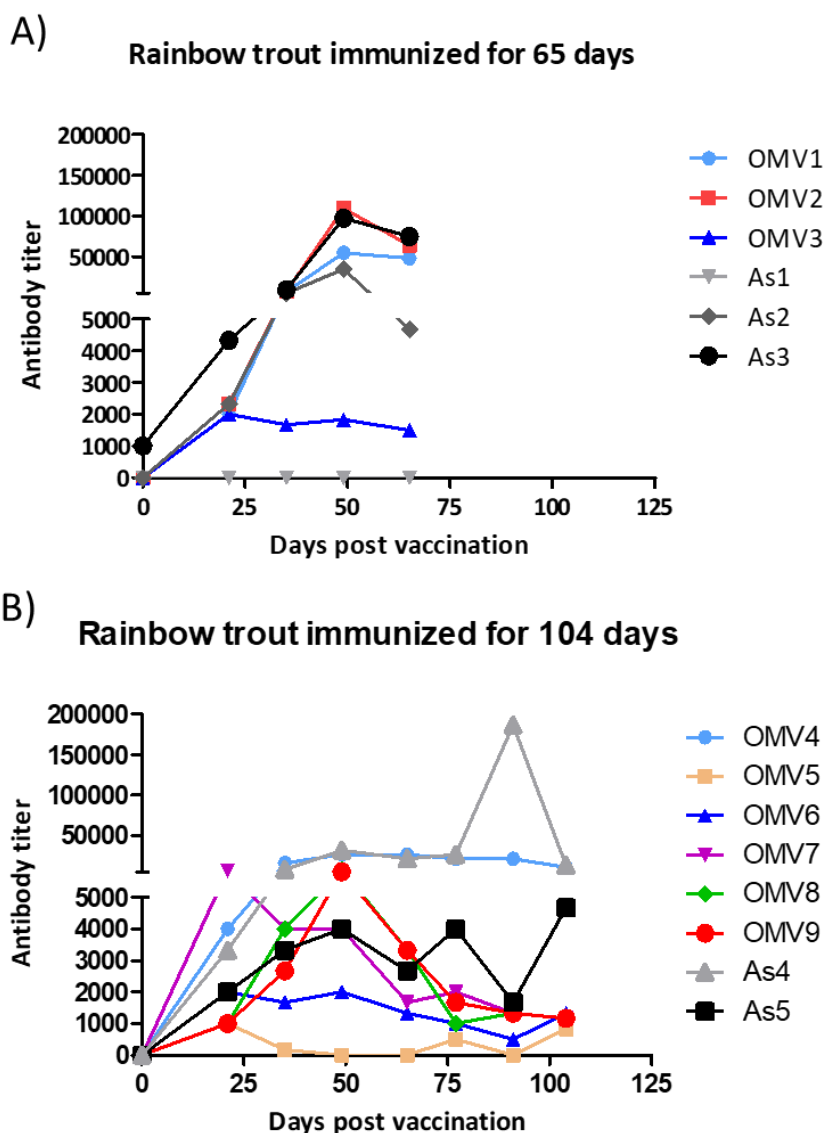 A)
Rainbow trout immunized for 65 days
Antibody titer
200000
150000
100000
50000
5000
4000
3000
2000
1000
0
0 25 50 75 100 125
Days post vaccination
OMV1
OMV2
OMV3
As1
As2
As3
B)
Rainbow trout immunized for 104 days
Antibody titer
200000
150000
100000
50000
5000
4000
3000
2000
1000
0
0 25 50 75 100 125
Days post vaccination
OMV4
OMV5
OMV6
OMV7
OMV8
OMV9
As4
As5